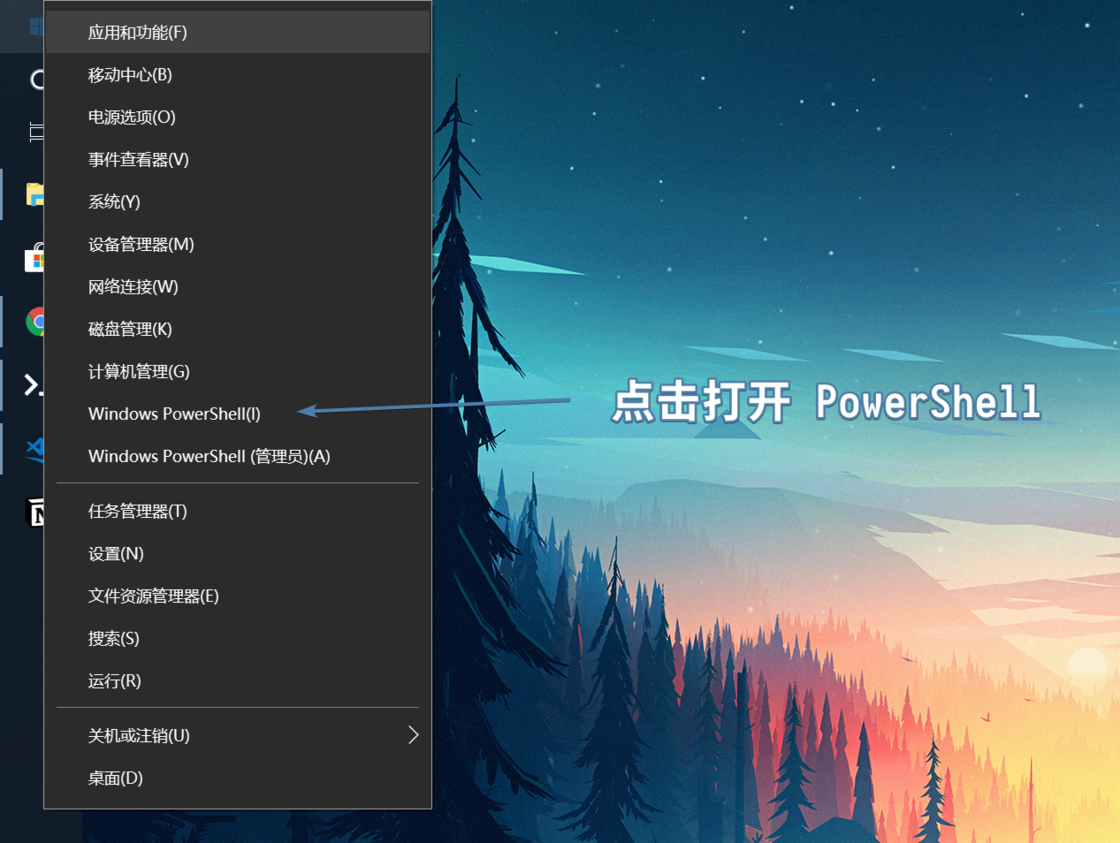 应用和功能(F)
移动中心(B)
电源选项(O)
事件查看器(V)
系统(Y)
设备管理器(M)
网络连接(W)
磁盘管理(K)
计算机管理(G)
Windows PowerShell(I)
点击打开 PowerShell
Windows PowerShell (管理员)(A)
任务管理器(T)
设置(N)
文件资源管理器(E)
搜索(S)
运行(R)
关机或注销(U)
桌面(D)